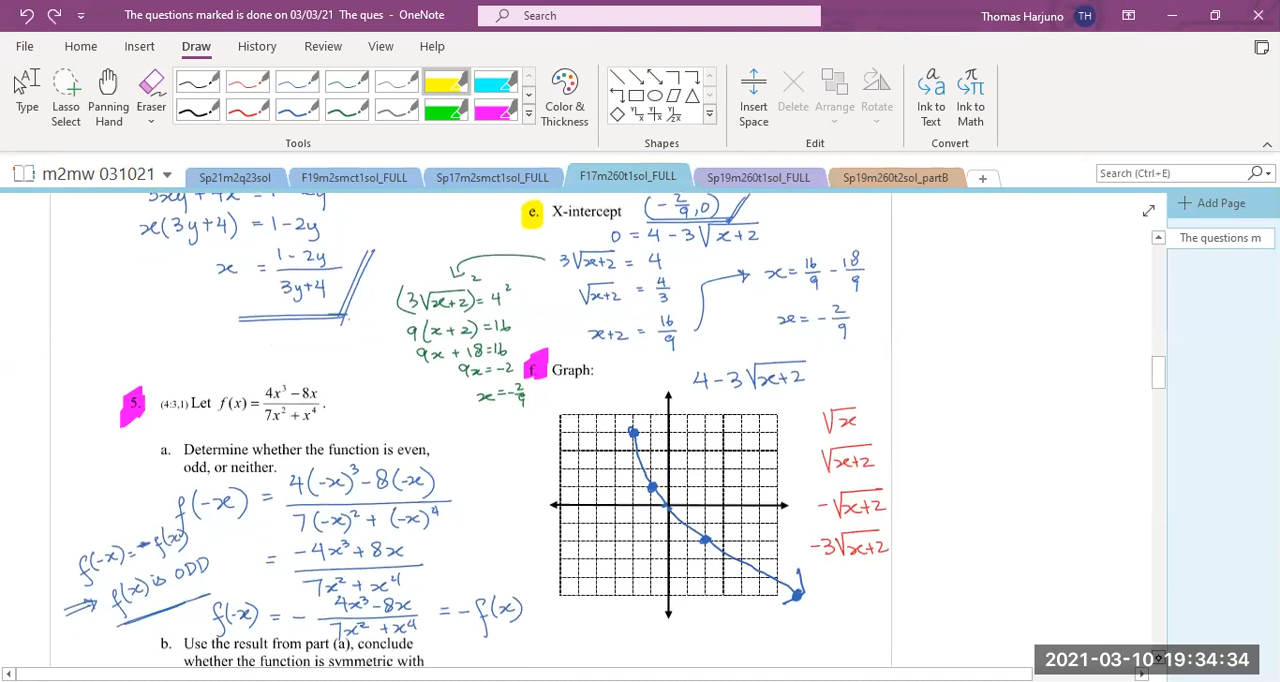 The questions marked is done on 03/03/21 The ques - OneNote
Search
Thomas Harjuno TH
File Home Insert Draw History Review View Help
Type
Lasso Select
Panning Hand
Eraser
Color & Thickness
Insert Space
Delete
Arrange
Rotate
Ink to Text
Ink to Math
Tools
Shapes
Edit
Convert
m2mw 031021
Sp21m2q23sol
F19m2smct1sol_FULL
Sp17m2smct1sol_FULL
F17m260t1sol_FULL
Sp19m260t1sol_FULL
Sp19m260t2sol_partB
Search (Ctrl+E)
Add Page
The questions m
x(3y+4) = 1-2y
x = (1-2y)/(3y+4)
e. X-intercept (-2/9, 0)
0 = 4-3√(x+2)
3√(x+2) = 4
√(x+2) = 4/3
x+2 = 16/9
x = 16/9 - 18/9
x = -2/9
(3√(x+2))² = 4²
9(x+2) = 16
9x + 18 = 16
9x = -2
x = -2/9
f. Graph: 4-3√(x+2)
√x
√(x+2)
-√(x+2)
-3√(x+2)
5. (4:3,1) Let f(x) = (4x³ - 8x)/(7x² + x⁴).
a. Determine whether the function is even,
odd, or neither.
f(-x) = (4(-x)³ - 8(-x))/(7(-x)² + (-x)⁴)
= (-4x³ + 8x)/(7x² + x⁴)
f(-x) = - (4x³ - 8x)/(7x² + x⁴) = -f(x)
f(-x) = -f(x)
⇒ f(x) is ODD
b. Use the result from part (a), conclude
whether the function is symmetric with
2021-03-10 19:34:34